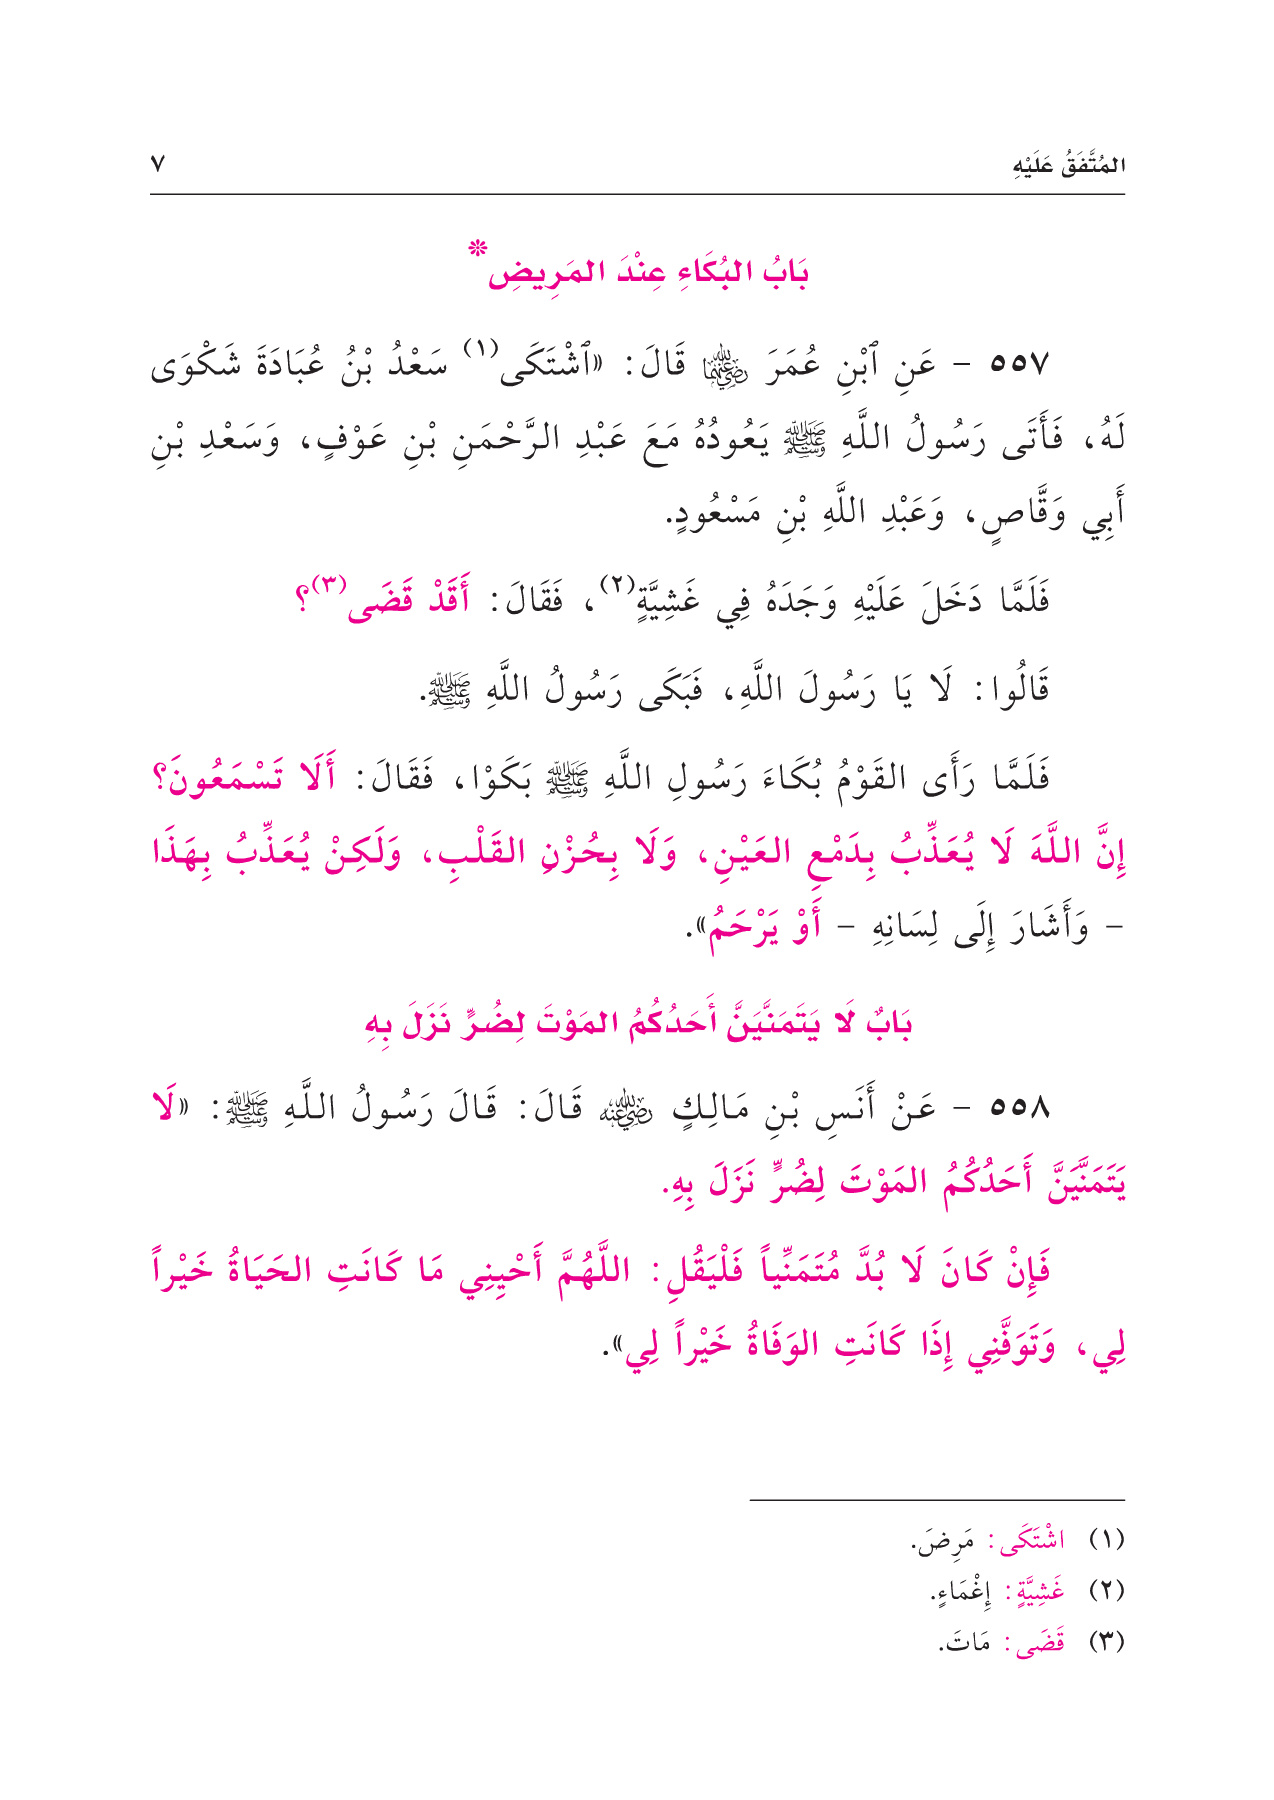 المُتَّفَقُ عَلَيْهِ ٧
بَابُ البُكَاءِ عِنْدَ المَرِيضِ*
٥٥٧ - عَنِ ٱبْنِ عُمَرَ رَضِيَ اللَّهُ عَنْهُمَا قَالَ: «ٱشْتَكَى(١) سَعْدُ بْنُ عُبَادَةَ شَكْوَى
لَهُ، فَأَتَى رَسُولُ اللَّهِ ﷺ يَعُودُهُ مَعَ عَبْدِ الرَّحْمَنِ بْنِ عَوْفٍ، وَسَعْدِ بْنِ
أَبِي وَقَّاصٍ، وَعَبْدِ اللَّهِ بْنِ مَسْعُودٍ.
فَلَمَّا دَخَلَ عَلَيْهِ وَجَدَهُ فِي غَشِيَّةٍ(٢)، فَقَالَ: أَقَدْ قَضَى(٣)؟
قَالُوا: لَا يَا رَسُولَ اللَّهِ، فَبَكَى رَسُولُ اللَّهِ ﷺ.
فَلَمَّا رَأَى القَوْمُ بُكَاءَ رَسُولِ اللَّهِ ﷺ بَكَوْا، فَقَالَ: أَلَا تَسْمَعُونَ؟
إِنَّ اللَّهَ لَا يُعَذِّبُ بِدَمْعِ العَيْنِ، وَلَا بِحُزْنِ القَلْبِ، وَلَكِنْ يُعَذِّبُ بِهَذَا
- وَأَشَارَ إِلَى لِسَانِهِ - أَوْ يَرْحَمُ».
بَابٌ لَا يَتَمَنَّيَنَّ أَحَدُكُمُ المَوْتَ لِضُرٍّ نَزَلَ بِهِ
٥٥٨ - عَنْ أَنَسِ بْنِ مَالِكٍ رَضِيَ اللَّهُ عَنْهُ قَالَ: قَالَ رَسُولُ اللَّهِ ﷺ: «لَا
يَتَمَنَّيَنَّ أَحَدُكُمُ المَوْتَ لِضُرٍّ نَزَلَ بِهِ.
فَإِنْ كَانَ لَا بُدَّ مُتَمَنِّياً فَلْيَقُلِ: اللَّهُمَّ أَحْيِنِي مَا كَانَتِ الحَيَاةُ خَيْراً
لِي، وَتَوَفَّنِي إِذَا كَانَتِ الوَفَاةُ خَيْراً لِي».
(١) اشْتَكَى: مَرِضَ.
(٢) غَشِيَّةٍ: إِغْمَاءٍ.
(٣) قَضَى: مَاتَ.